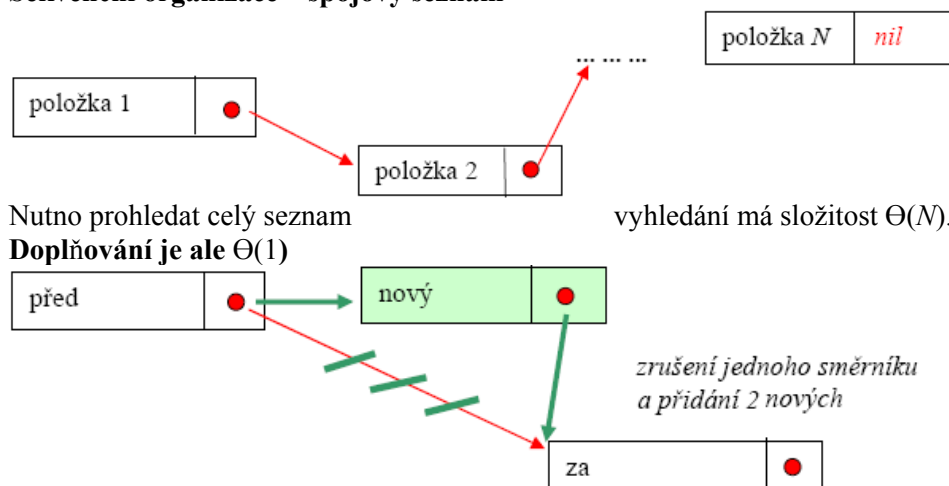 Sekvenční organizace – spojový seznam
položka N nil
... ... ...
položka 1
položka 2
Nutno prohledat celý seznam vyhledání má složitost Θ(N).
Doplňování je ale Θ(1)
před
nový
zrušení jednoho směrníku
a přidání 2 nových
za